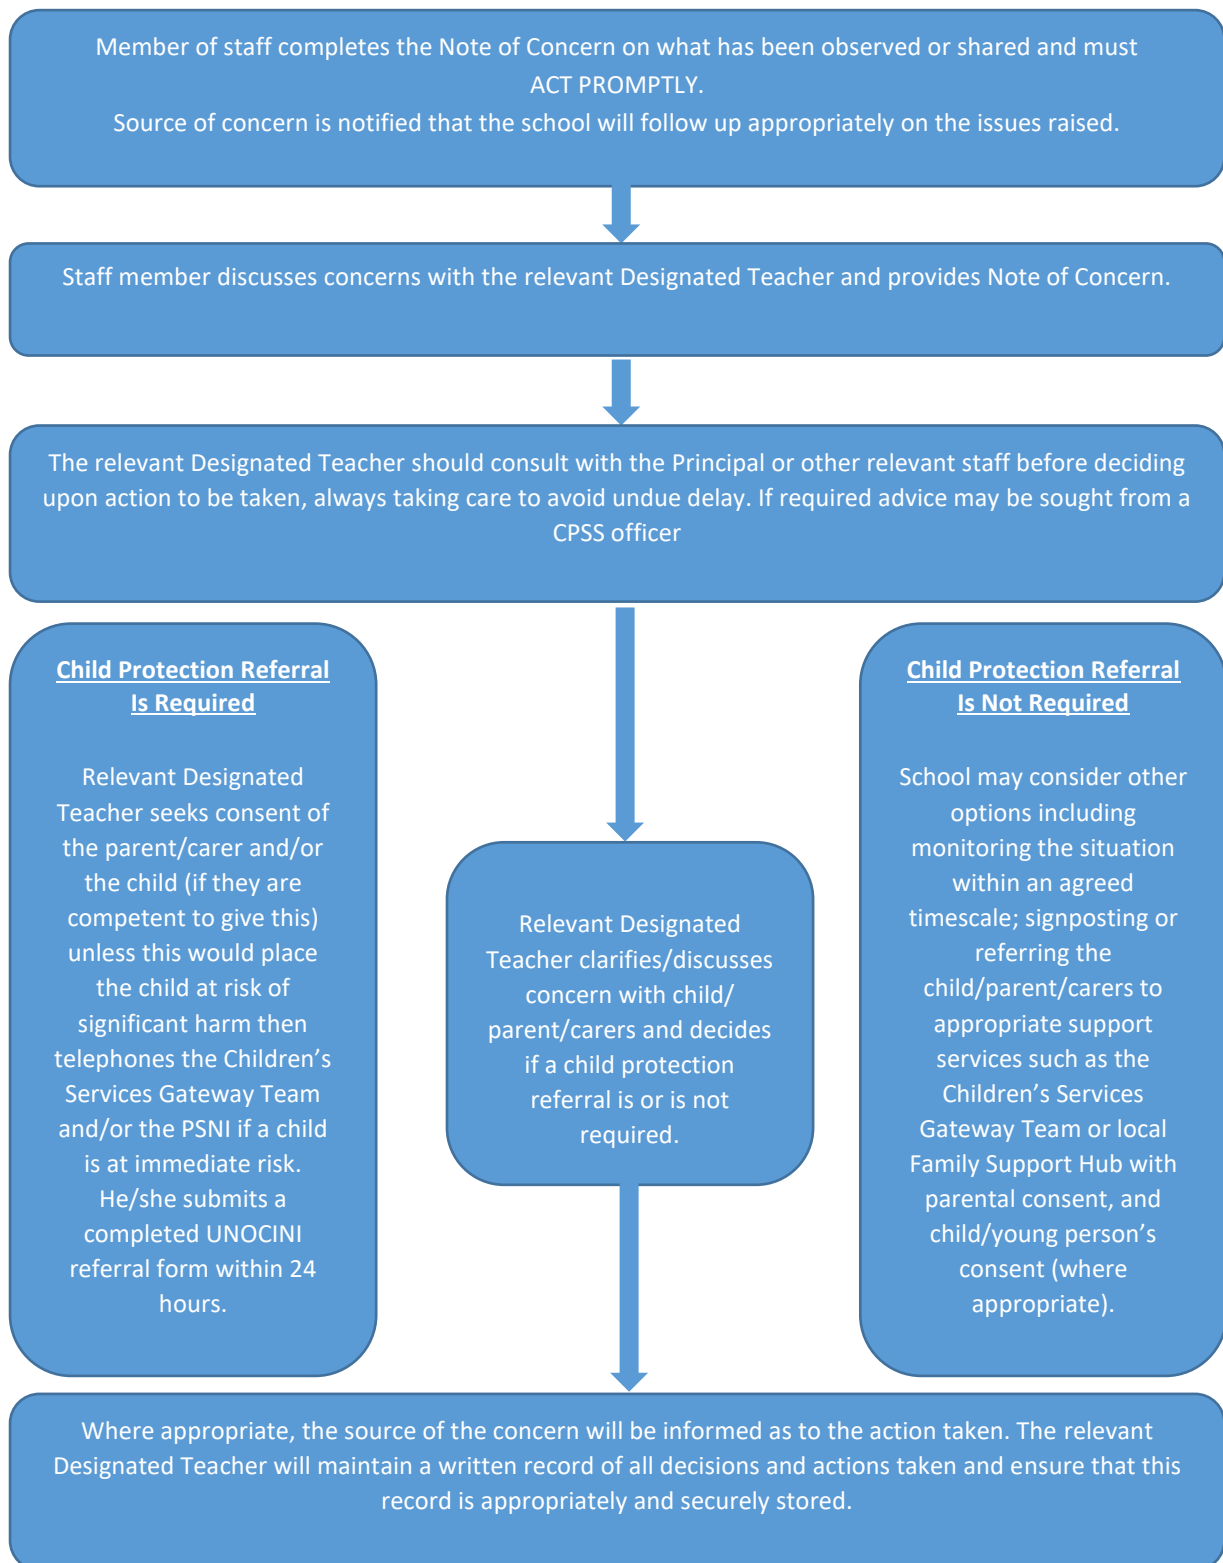 Member of staff completes the Note of Concern on what has been observed or shared and must
ACT PROMPTLY.
Source of concern is notified that the school will follow up appropriately on the issues raised.
Staff member discusses concerns with the relevant Designated Teacher and provides Note of Concern.
The relevant Designated Teacher should consult with the Principal or other relevant staff before deciding
upon action to be taken, always taking care to avoid undue delay. If required advice may be sought from a
CPSS officer
Child Protection Referral
Is Required
Relevant Designated
Teacher seeks consent of
the parent/carer and/or
the child (if they are
competent to give this)
unless this would place
the child at risk of
significant harm then
telephones the Children’s
Services Gateway Team
and/or the PSNI if a child
is at immediate risk.
He/she submits a
completed UNOCINI
referral form within 24
hours.
Relevant Designated
Teacher clarifies/discusses
concern with child/
parent/carers and decides
if a child protection
referral is or is not
required.
Child Protection Referral
Is Not Required
School may consider other
options including
monitoring the situation
within an agreed
timescale; signposting or
referring the
child/parent/carers to
appropriate support
services such as the
Children’s Services
Gateway Team or local
Family Support Hub with
parental consent, and
child/young person’s
consent (where
appropriate).
Where appropriate, the source of the concern will be informed as to the action taken. The relevant
Designated Teacher will maintain a written record of all decisions and actions taken and ensure that this
record is appropriately and securely stored.